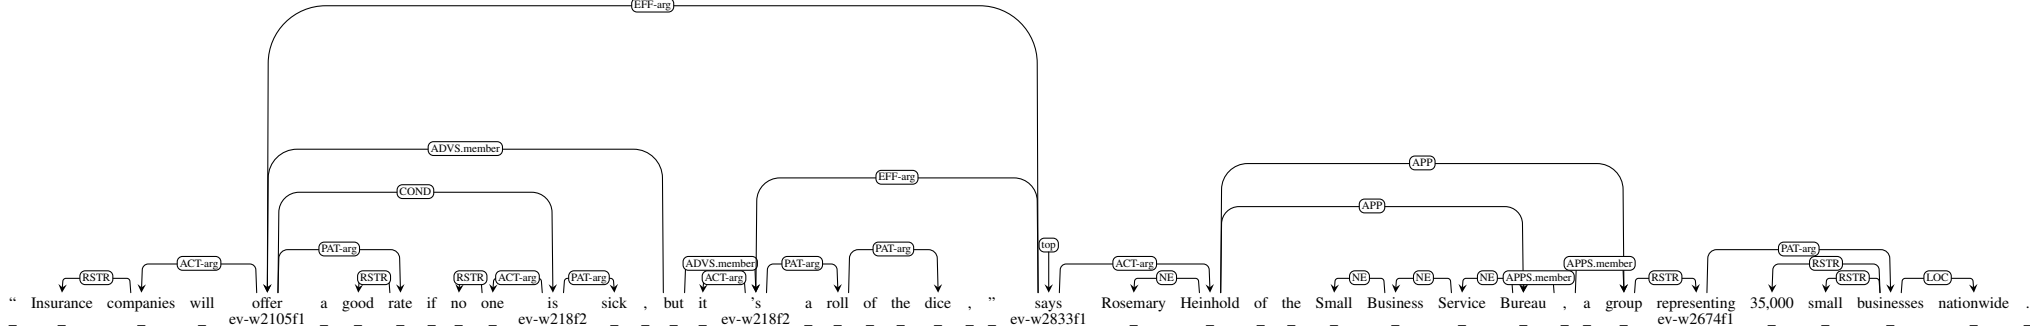 EFF-arg
ADVS.member
APP
EFF-arg
COND
APP
top
PAT-arg PAT-arg PAT-arg
ACT-arg ADVS.member PAT-arg ACT-arg APPS.member RSTR
RSTR RSTR RSTR ACT-arg PAT-arg ACT-arg NE NE NE NE APPS.member RSTR RSTR LOC
“ Insurance companies will offer a good rate if no one is sick , but it 's a roll of the dice , ” says Rosemary Heinhold of the Small Business Service Bureau , a group representing 35,000 small businesses nationwide .
_ _ _ _ ev-w2105f1 _ _ _ _ _ _ ev-w218f2 _ _ _ _ ev-w218f2 _ _ _ _ _ _ _ ev-w2833f1 _ _ _ _ _ _ _ _ _ _ _ ev-w2674f1 _ _ _ _ _